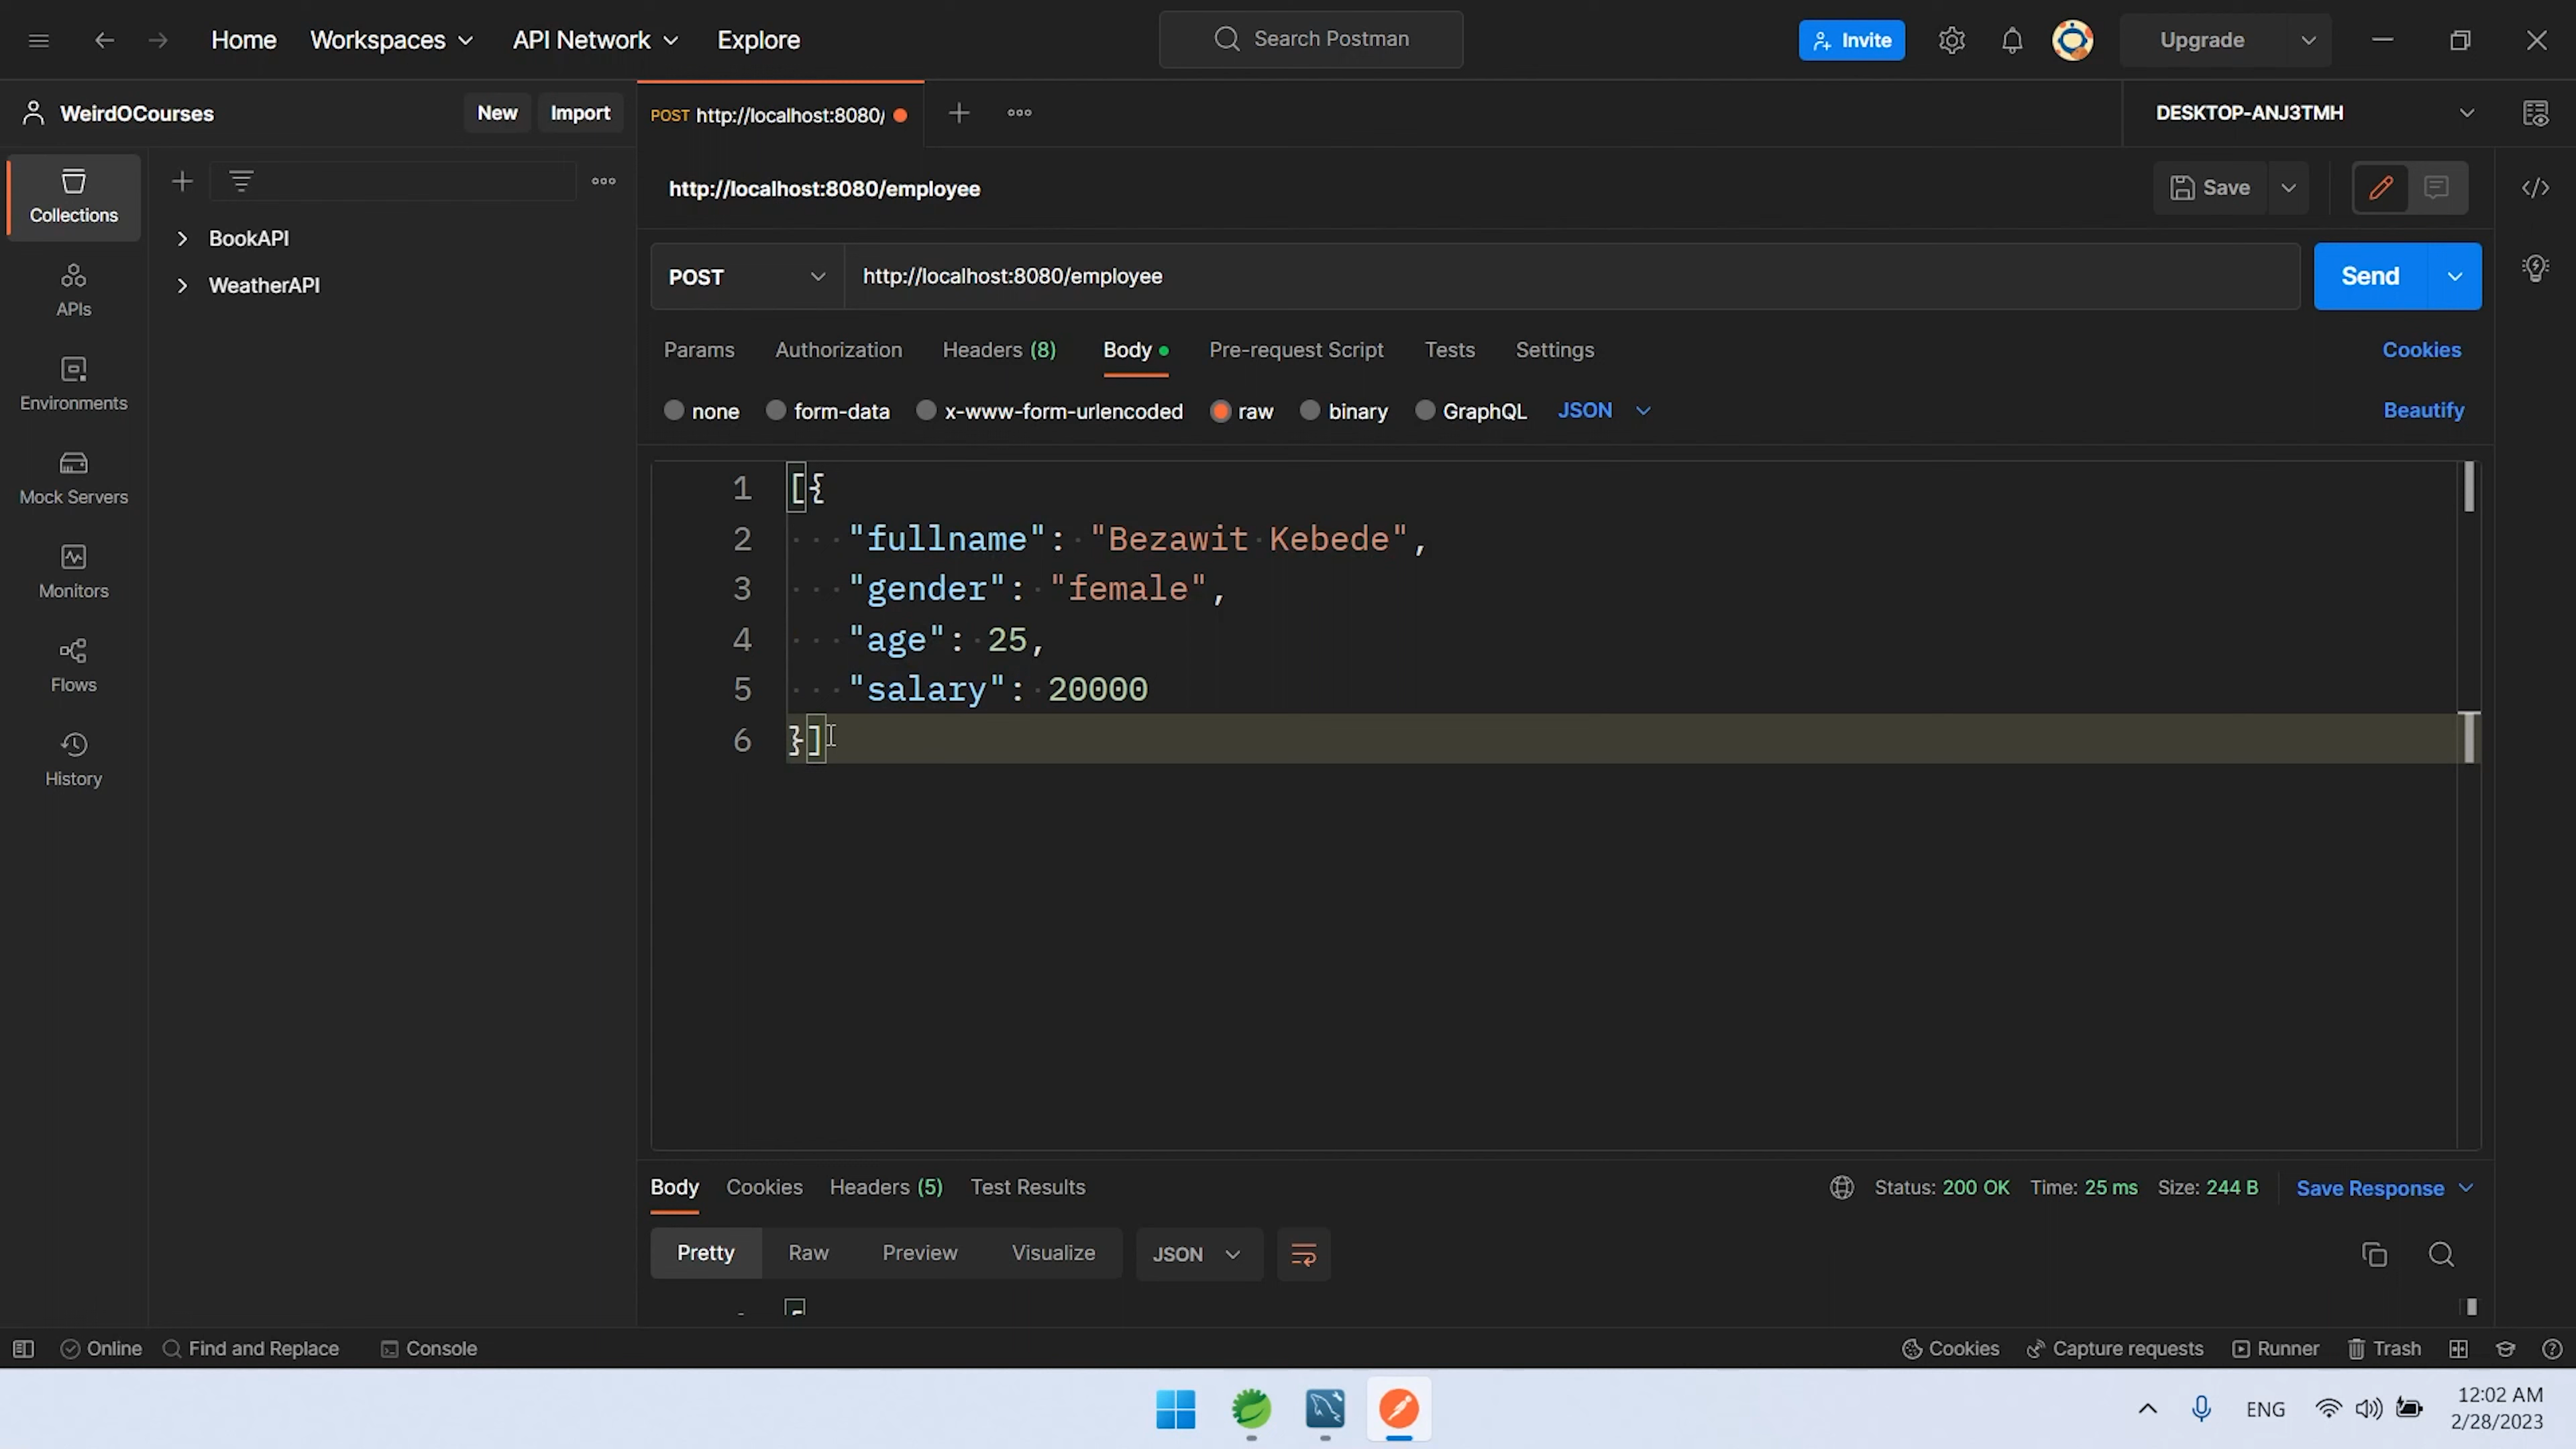 Home Workspaces API Network Explore Search Postman Invite Upgrade
WeirdOCourses New Import POST http://localhost:8080/ DESKTOP-ANJ3TMH
Collections
BookAPI
WeatherAPI
APIs
Environments
Mock Servers
Monitors
Flows
History
http://localhost:8080/employee Save
POST http://localhost:8080/employee Send
Params Authorization Headers (8) Body Pre-request Script Tests Settings Cookies
none form-data x-www-form-urlencoded raw binary GraphQL JSON Beautify
1 [{
2 "fullname": "Bezawit Kebede",
3 "gender": "female",
4 "age": 25,
5 "salary": 20000
6 }]
Body Cookies Headers (5) Test Results Status: 200 OK Time: 25 ms Size: 244 B Save Response
Pretty Raw Preview Visualize JSON
Online Find and Replace Console Cookies Capture requests Runner Trash
ENG 12:02 AM
2/28/2023